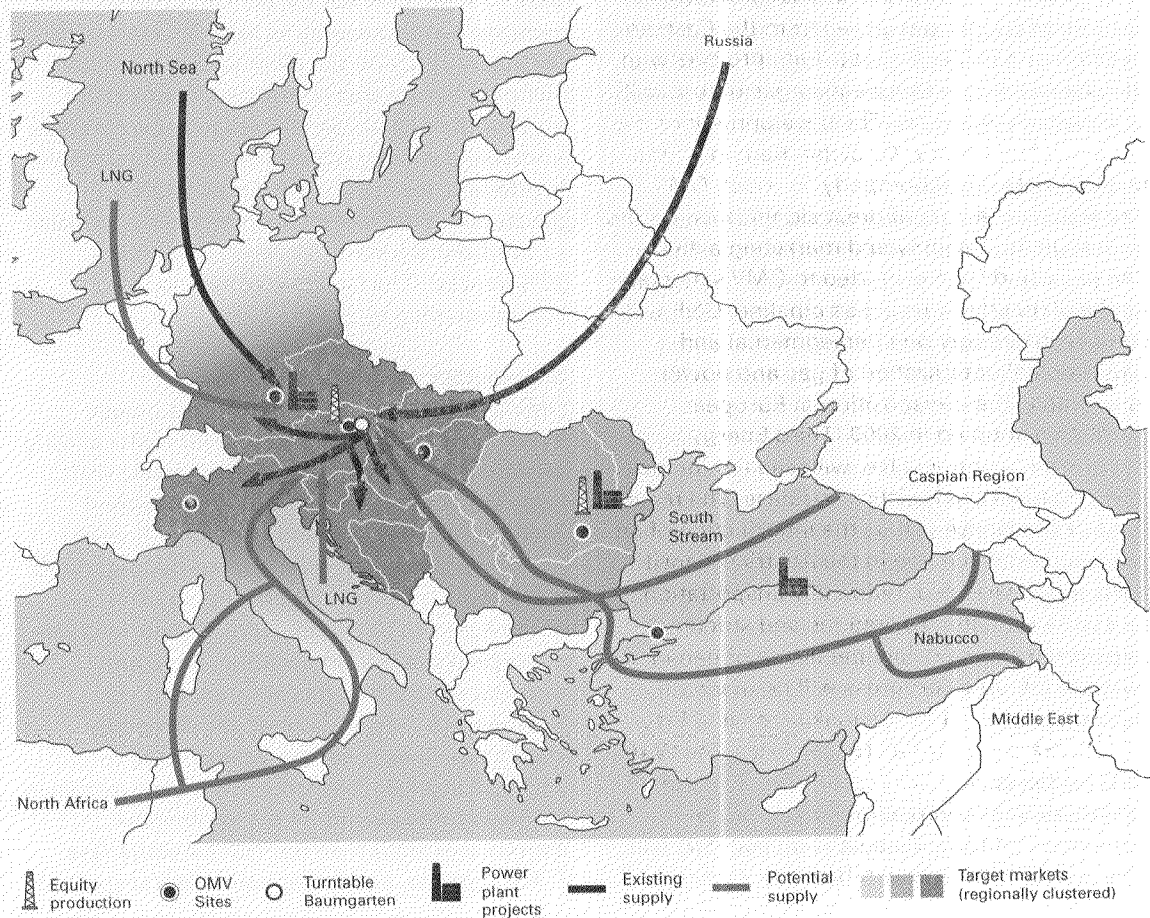 Russia
North Sea
LNG
Caspian Region
South
Stream
LNG
Nabucco
Middle East
North Africa
Equity
production
OMV
Sites
Turntable
Baumgarten
Power
plant
projects
Existing
supply
Potential
supply
Target markets
(regionally clustered)